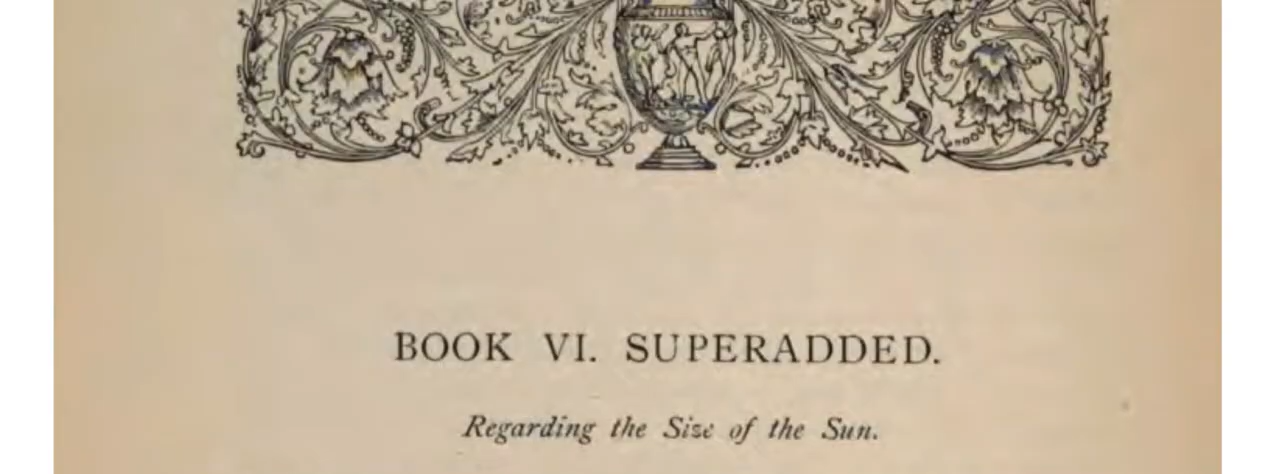 BOOK VI. SUPERADDED.
Regarding the Size of the Sun.